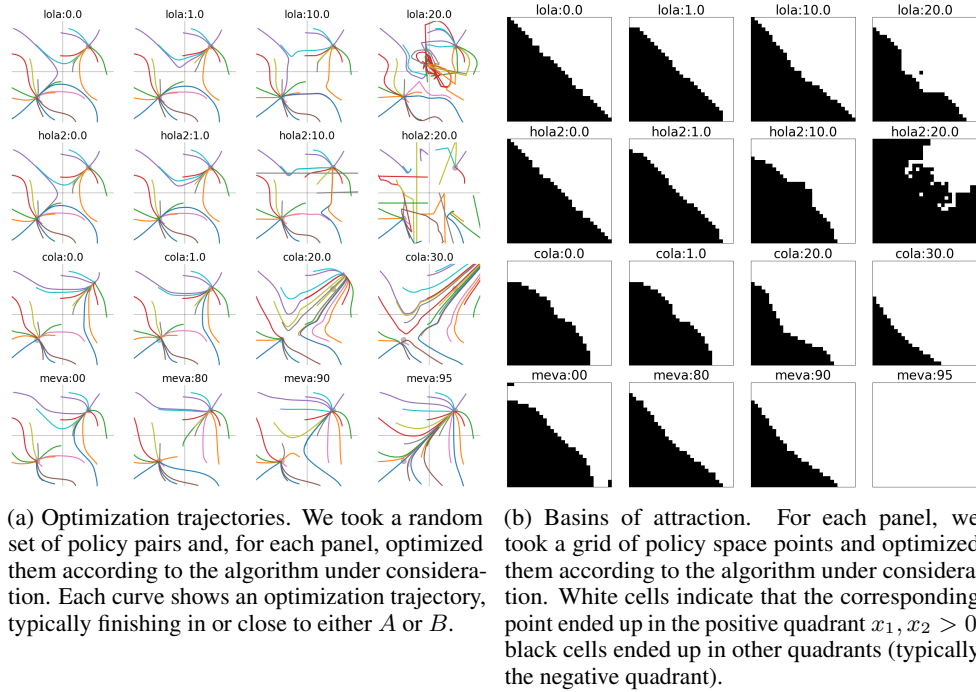 lola:0.0 lola:1.0 lola:10.0 lola:20.0
hola2:0.0 hola2:1.0 hola2:10.0 hola2:20.0
cola:0.0 cola:1.0 cola:20.0 cola:30.0
meva:00 meva:80 meva:90 meva:95
(a) Optimization trajectories. We took a random
set of policy pairs and, for each panel, optimized
them according to the algorithm under considera-
tion. Each curve shows an optimization trajectory,
typically finishing in or close to either A or B.
lola:0.0 lola:1.0 lola:10.0 lola:20.0
hola2:0.0 hola2:1.0 hola2:10.0 hola2:20.0
cola:0.0 cola:1.0 cola:20.0 cola:30.0
meva:00 meva:80 meva:90 meva:95
(b) Basins of attraction. For each panel, we
took a grid of policy space points and optimized
them according to the algorithm under considera
tion. White cells indicate that the corresponding
point ended up in the positive quadrant x₁, x₂ > 0
black cells ended up in other quadrants (typically
the negative quadrant).